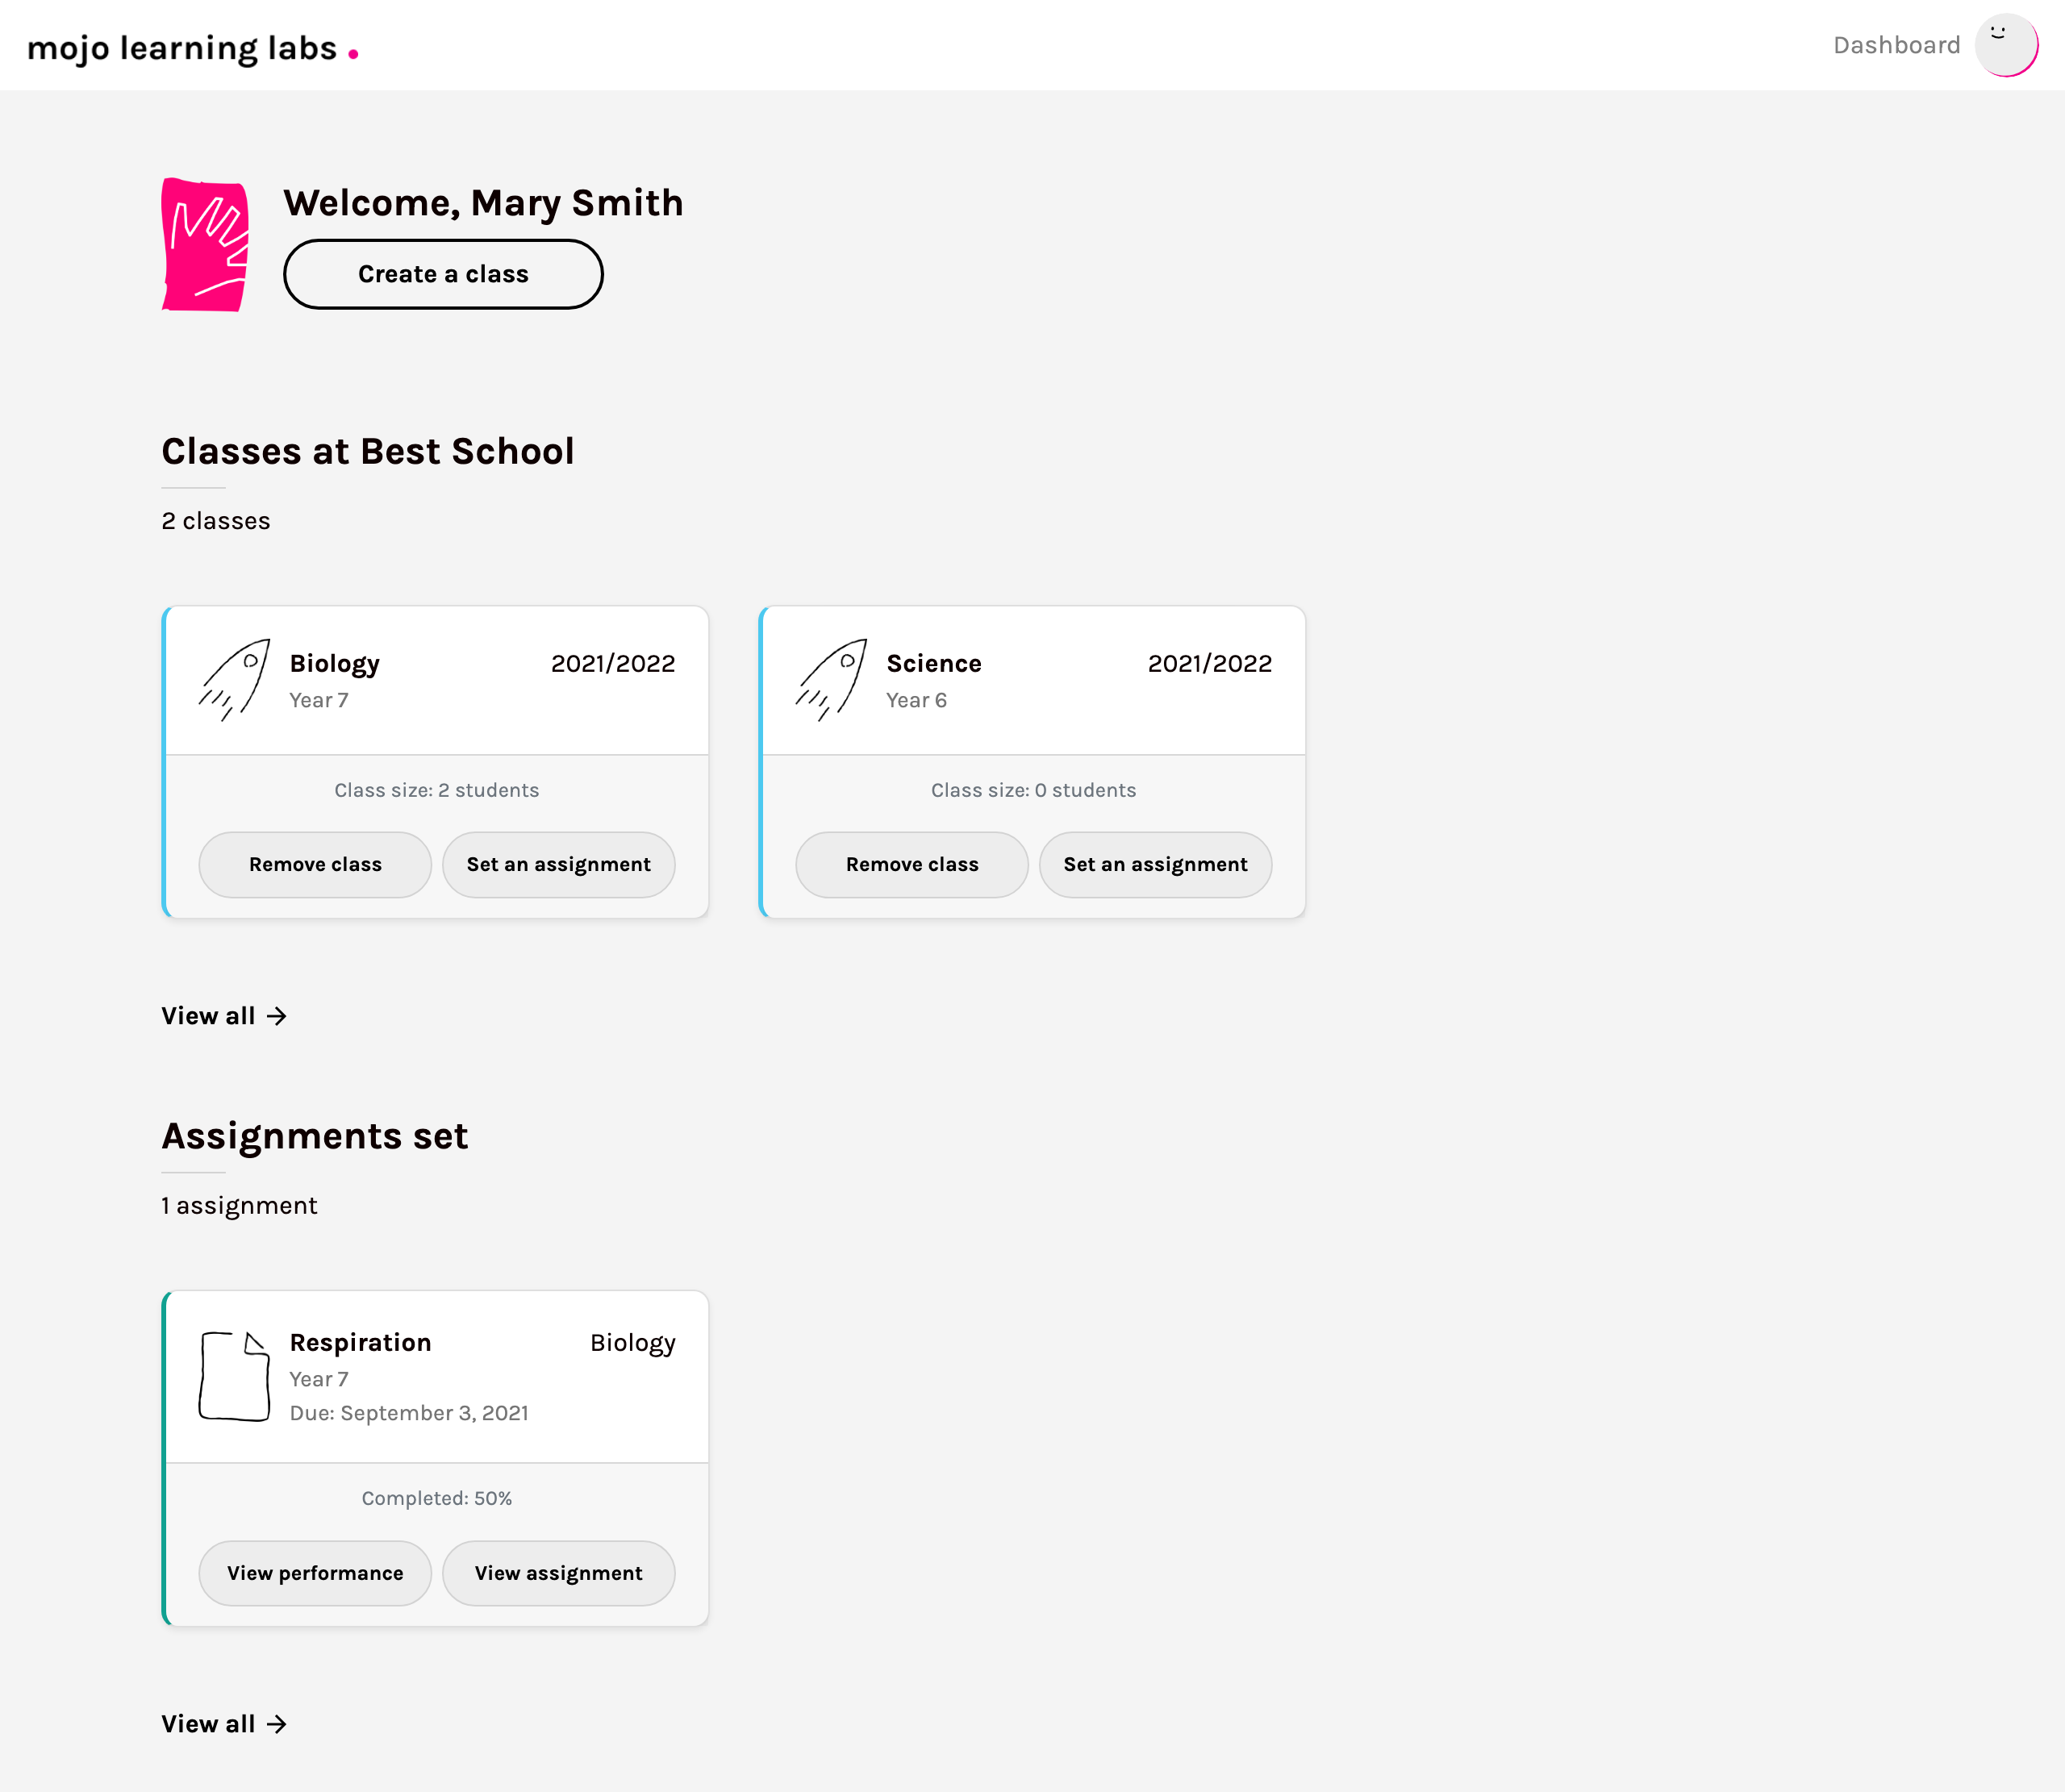 mojo learning labs
Dashboard
Welcome, Mary Smith
Create a class
Classes at Best School
2 classes
Biology 2021/2022
Year 7
Class size: 2 students
Remove class Set an assignment
Science 2021/2022
Year 6
Class size: 0 students
Remove class Set an assignment
View all →
Assignments set
1 assignment
Respiration Biology
Year 7
Due: September 3, 2021
Completed: 50%
View performance View assignment
View all →